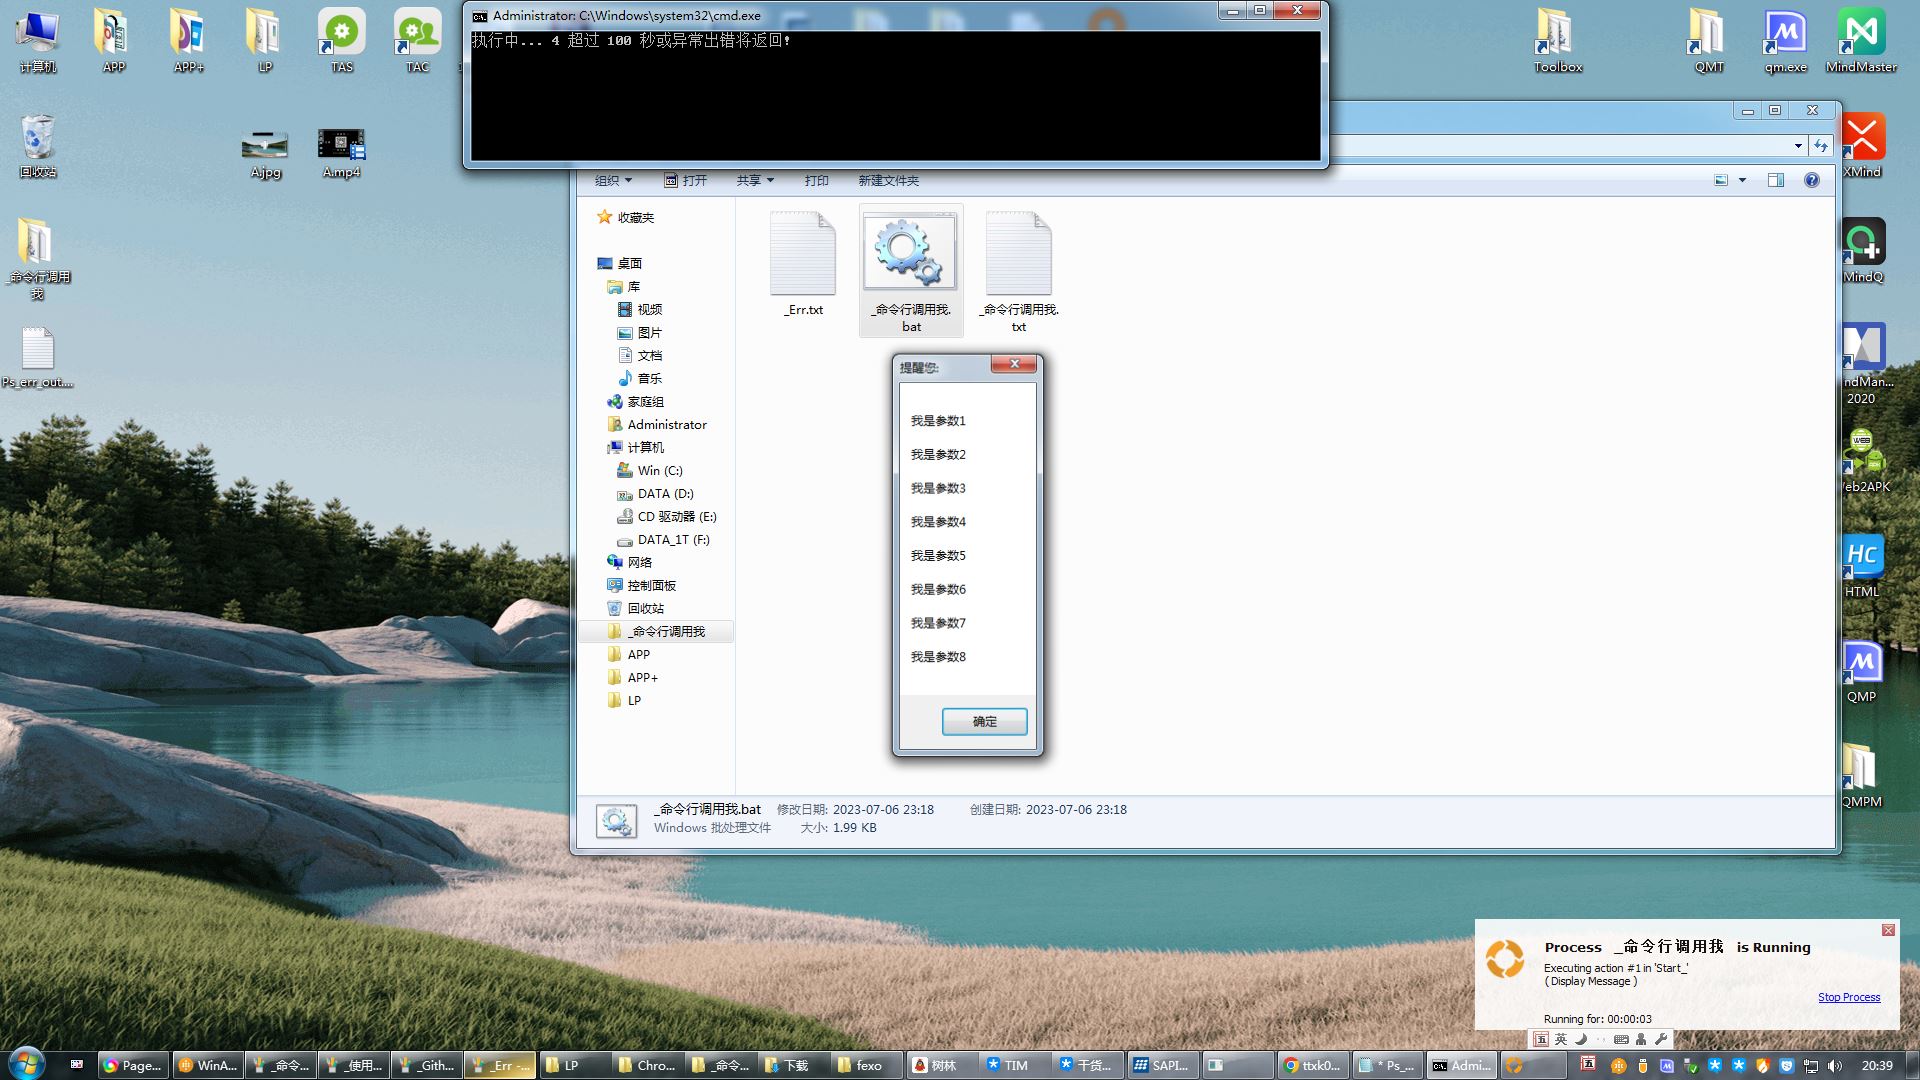 Administrator: C:\Windows\system32\cmd.exe
执行中... 4 超过 100 秒或异常出错将返回!
计算机
APP
APP+
LP
TAS
TAC
Toolbox
QMT
qm.exe
MindMaster
回收站
A.jpg
A.mp4
XMind
_命令行调用
我
MindQ
Ps_err_out....
ndMan...
2020
eb2APK
HTML
QMP
QMPM
组织
打开
共享
打印
新建文件夹
收藏夹
桌面
库
视频
图片
文档
音乐
家庭组
Administrator
计算机
Win (C:)
DATA (D:)
CD 驱动器 (E:)
DATA_1T (F:)
网络
控制面板
回收站
_命令行调用我
APP
APP+
LP
_Err.txt
_命令行调用我.
bat
_命令行调用我.
txt
提醒您:
我是参数1
我是参数2
我是参数3
我是参数4
我是参数5
我是参数6
我是参数7
我是参数8
确定
_命令行调用我.bat 修改日期: 2023-07-06 23:18 创建日期: 2023-07-06 23:18
Windows 批处理文件 大小: 1.99 KB
Process _命令行调用我 is Running
Executing action #1 in 'Start_'
( Display Message )
Stop Process
Running for: 00:00:03
五 英
Page...
WinA...
_命令...
_使用...
_Gith...
_Err -...
LP
Chro...
_命令...
下载
fexo
树林
TIM
干货...
SAPI...
ttxk0...
* Ps_...
Admi...
五
20:39